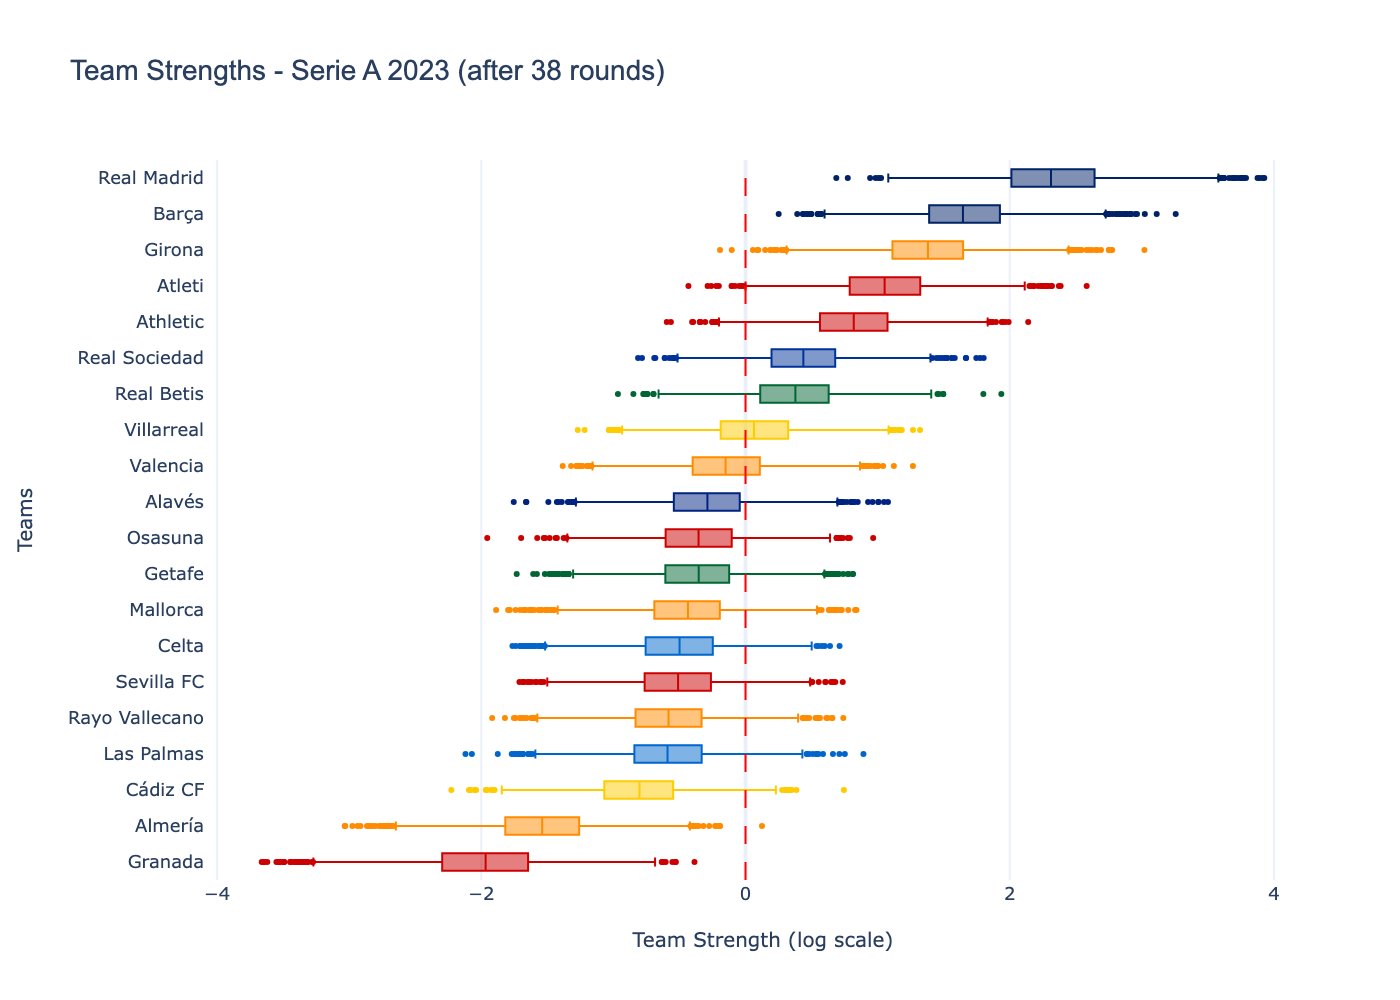 Team Strengths - Serie A 2023 (after 38 rounds)
Real Madrid
Barça
Girona
Atleti
Athletic
Real Sociedad
Real Betis
Villarreal
Valencia
Alavés
Osasuna
Getafe
Mallorca
Celta
Sevilla FC
Rayo Vallecano
Las Palmas
Cádiz CF
Almería
Granada
Teams
−4
−2
0
2
4
Team Strength (log scale)